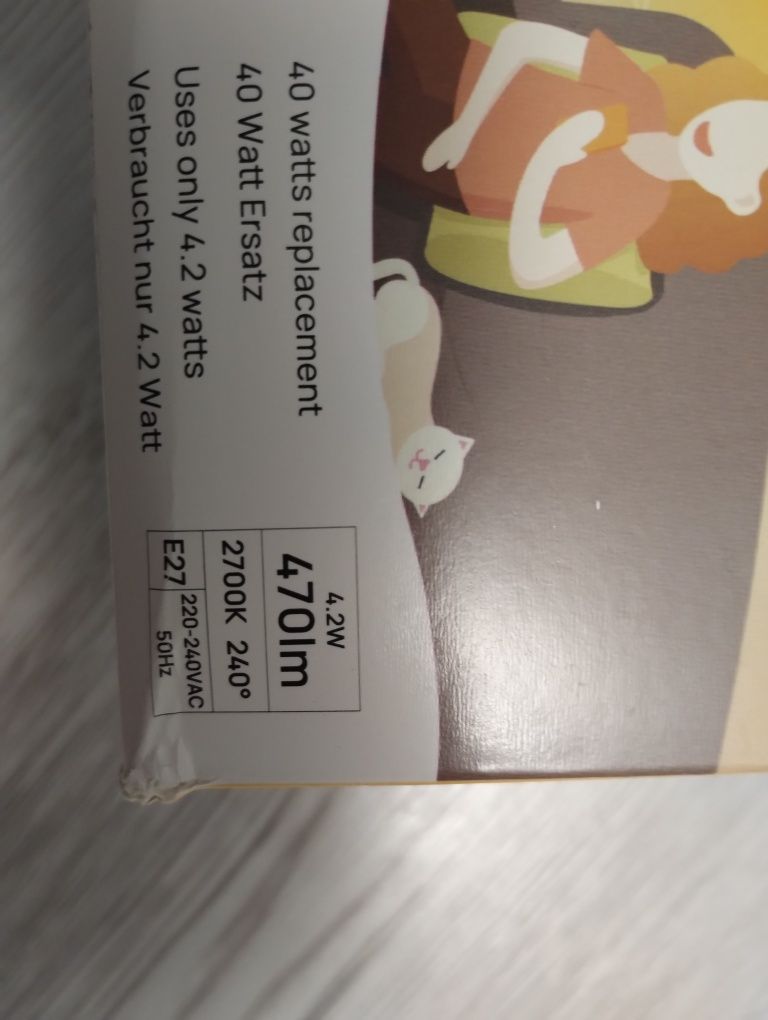 40 watts replacement
40 Watt Ersatz
Uses only 4.2 watts
Verbraucht nur 4.2 Watt
4.2W
470lm
2700K 240°
E27 220-240VAC
50Hz